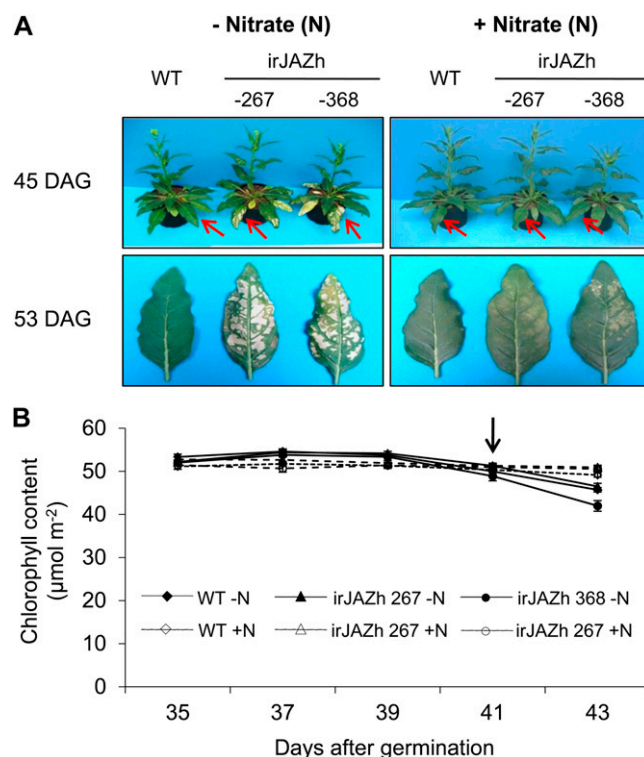 A
- Nitrate (N)
+ Nitrate (N)
WT
irJAZh
WT
irJAZh
-267
-368
-267
-368
45 DAG
53 DAG
B
Chlorophyll content
(µmol m⁻²)
60
50
40
30
20
10
0
WT -N
irJAZh 267 -N
irJAZh 368 -N
WT +N
irJAZh 267 +N
irJAZh 267 +N
35
37
39
41
43
Days after germination